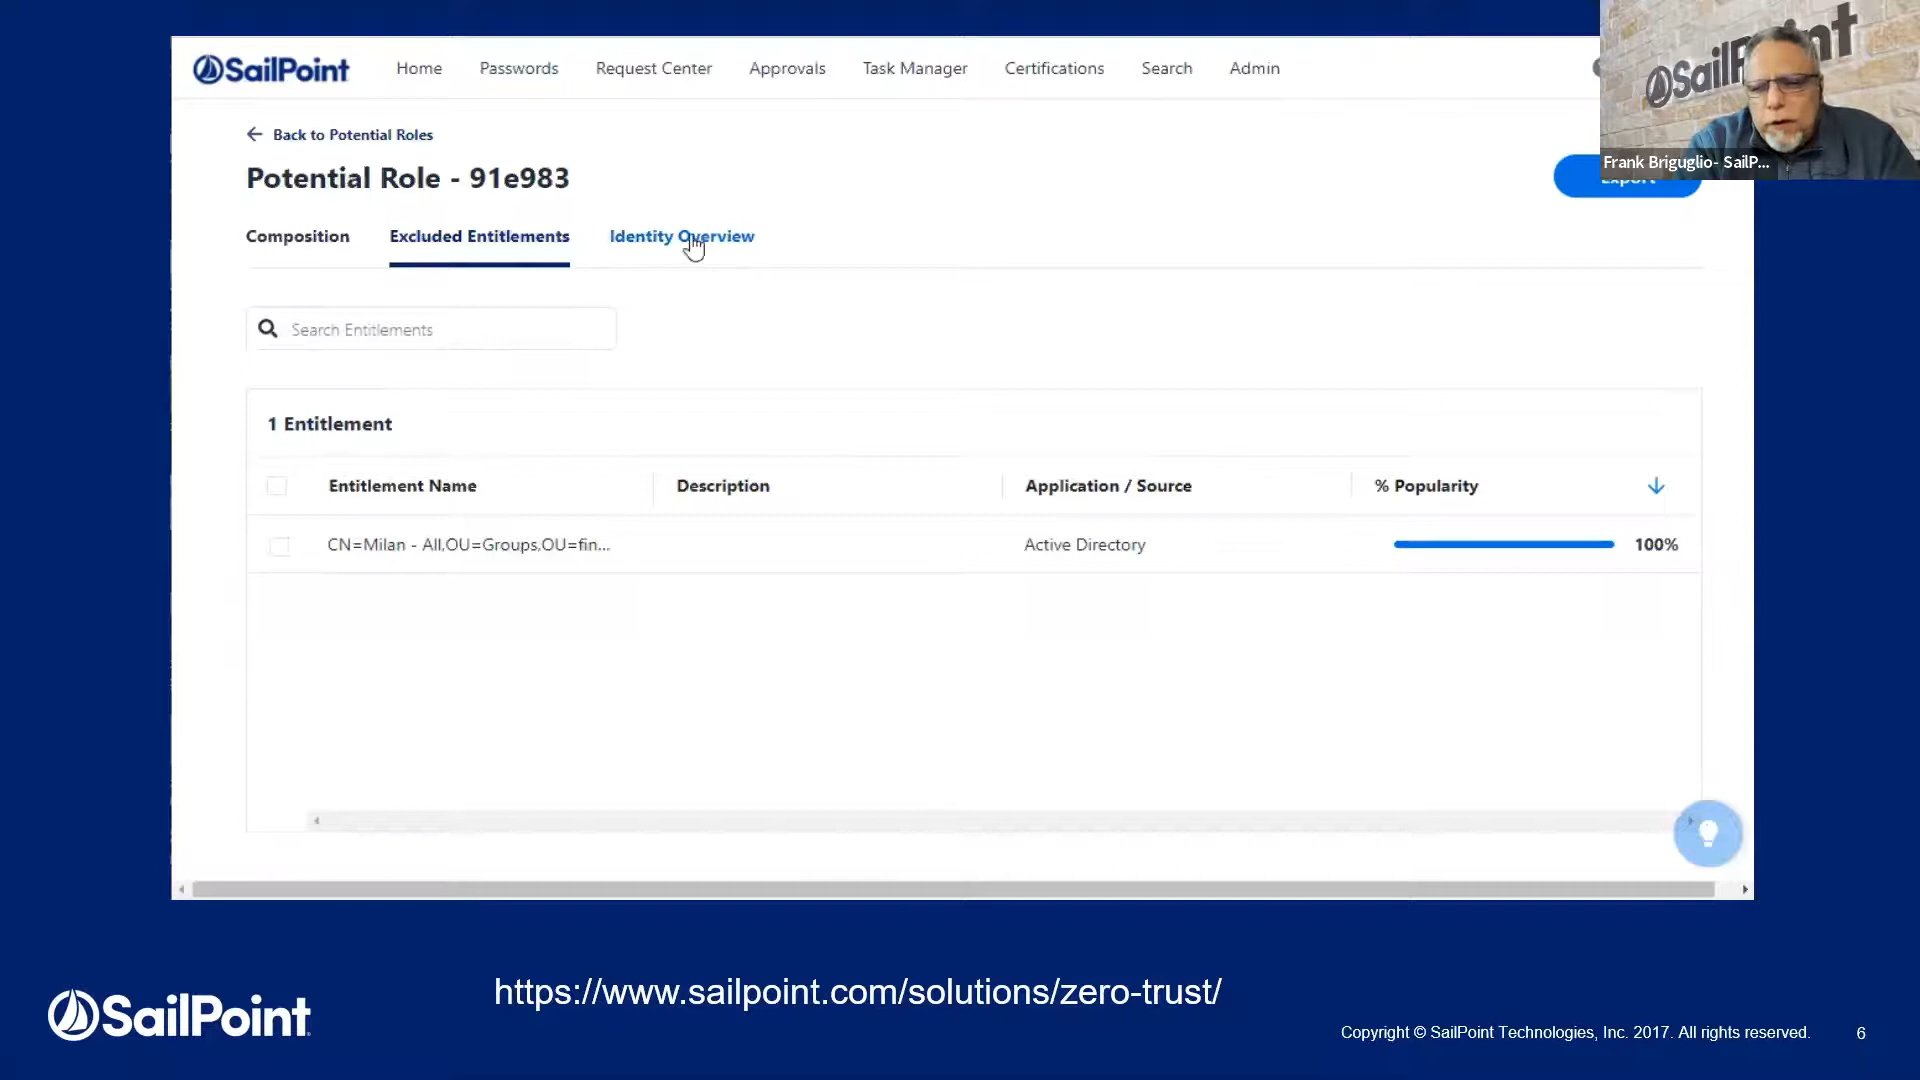 SailPoint Home Passwords Request Center Approvals Task Manager Certifications Search Admin
SailPoint
Frank Briguglio- SailP...
Back to Potential Roles
Potential Role - 91e983
Export
Composition Excluded Entitlements Identity Overview
Search Entitlements
1 Entitlement
Entitlement Name Description Application / Source % Popularity
CN=Milan - All,OU=Groups,OU=fin... Active Directory 100%
https://www.sailpoint.com/solutions/zero-trust/
SailPoint
Copyright © SailPoint Technologies, Inc. 2017. All rights reserved. 6